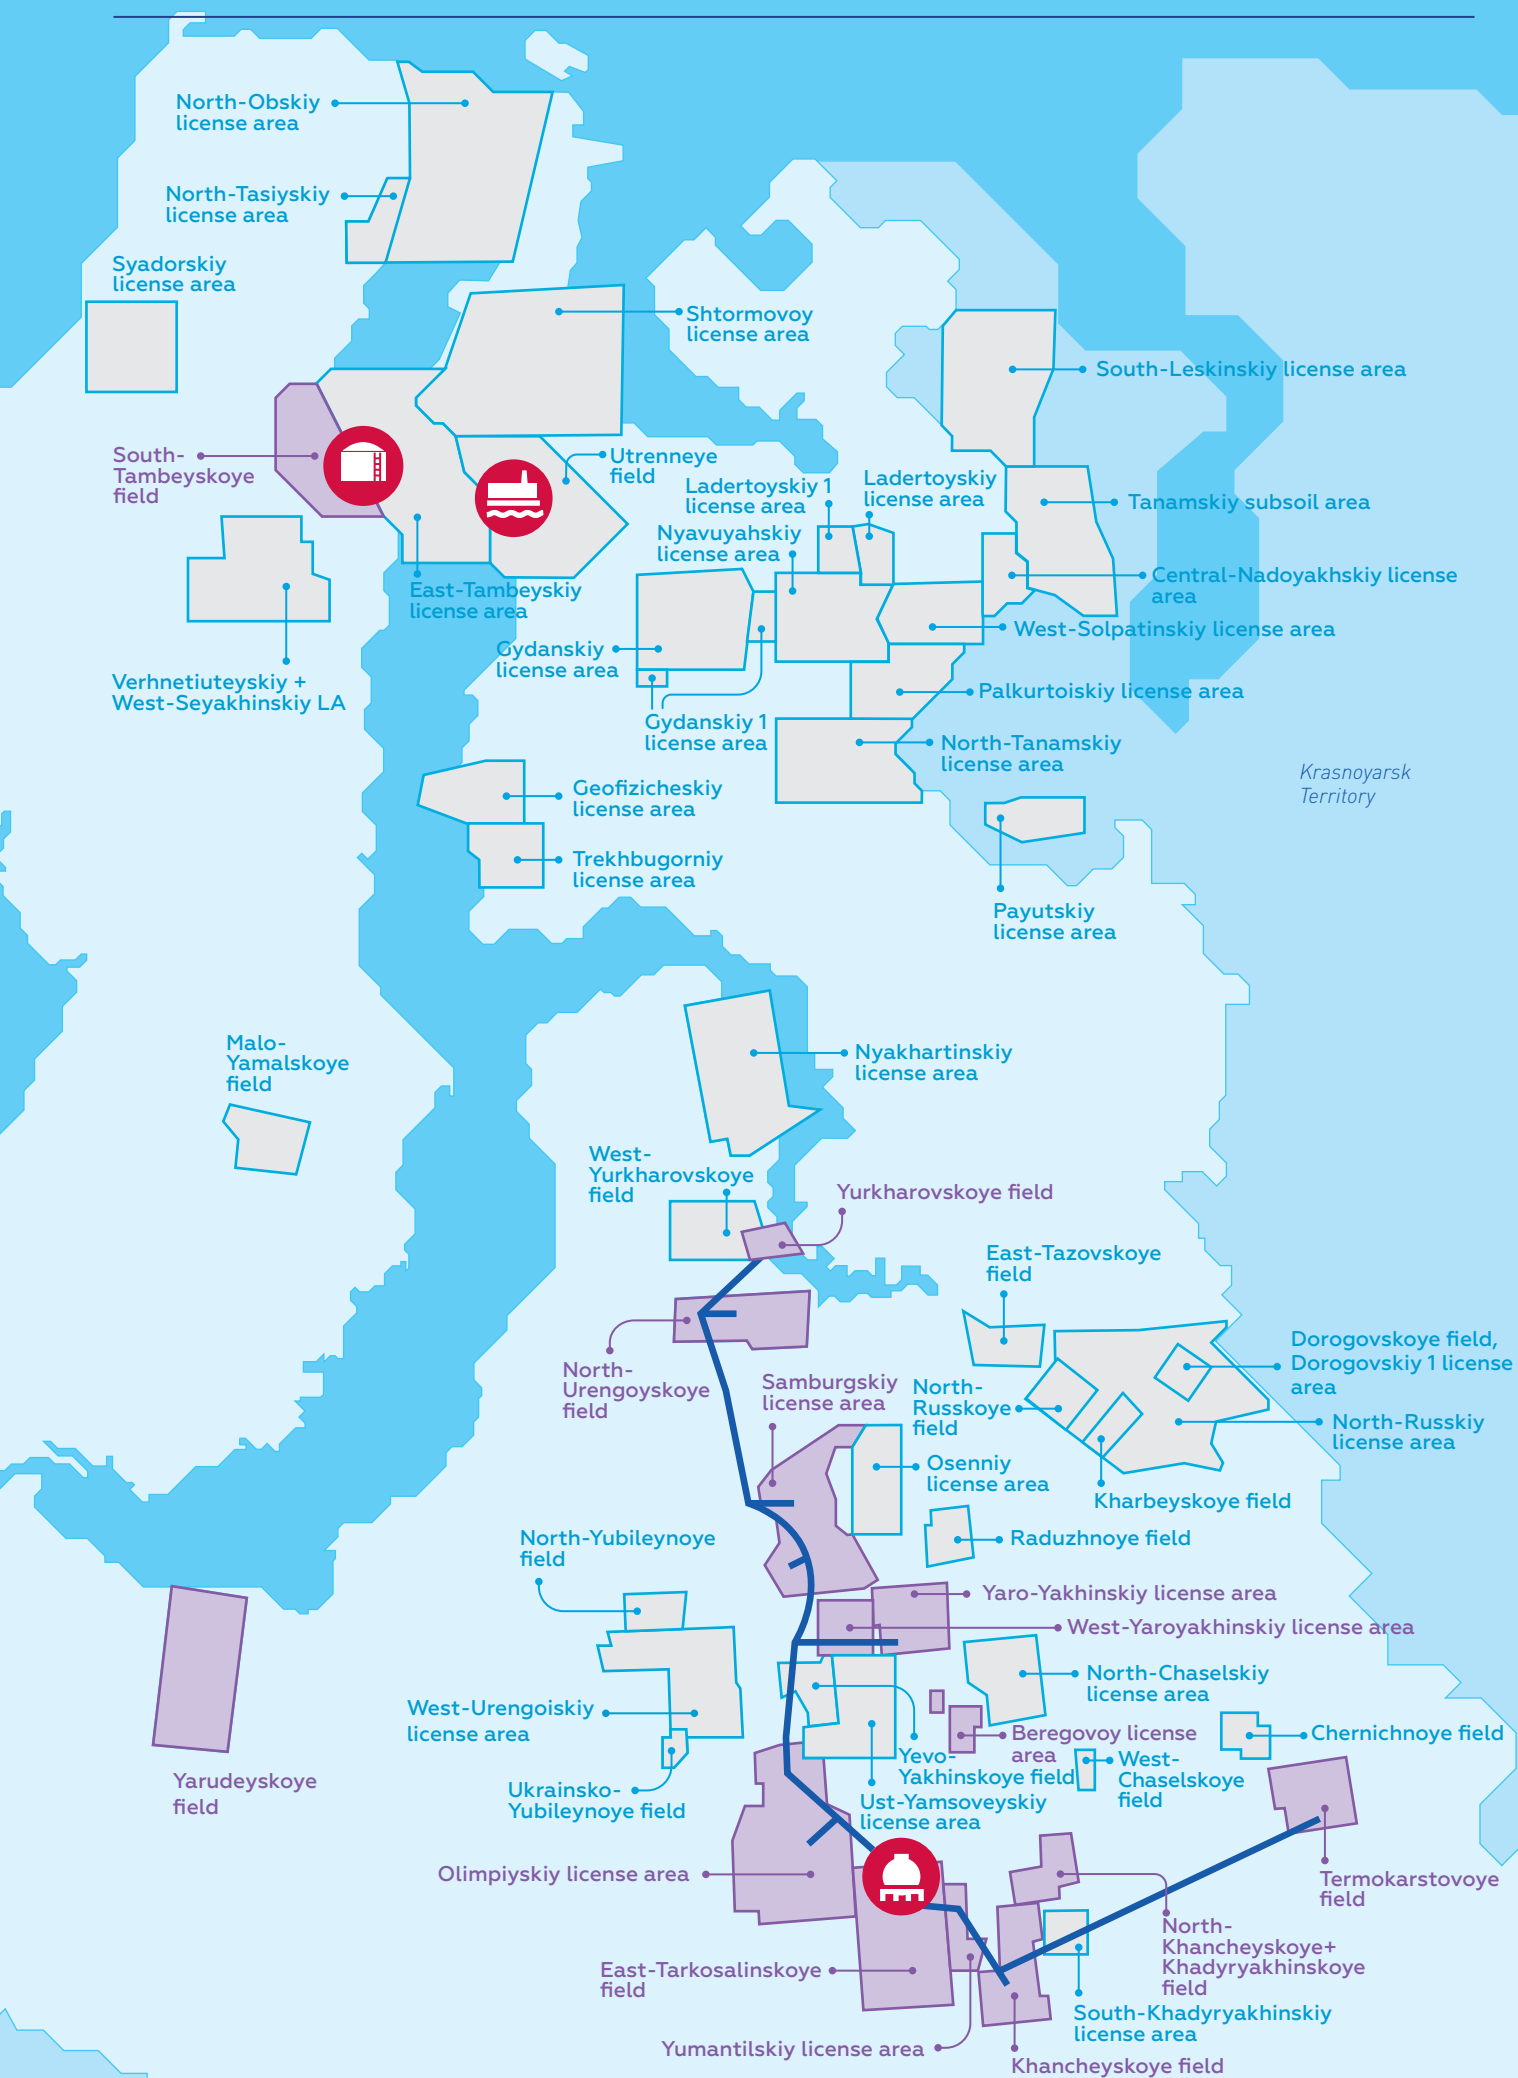 North-Obskiy
license area
North-Tasiyskiy
license area
Syadorskiy
license area
Shtormovoy
license area
South-Leskinskiy license area
South-
Tambeyskoye
field
Utrenneye
field
Ladertoyskiy 1
license area
Ladertoyskiy
license area
Tanamskiy subsoil area
Nyavuyahskiy
license area
East-Tambeyskiy
license area
Central-Nadoyakhskiy license
area
West-Solpatinskiy license area
Gydanskiy
license area
Verhnetiuteyskiy +
West-Seyakhinskiy LA
Palkurtoiskiy license area
Gydanskiy 1
license area
North-Tanamskiy
license area
Krasnoyarsk
Territory
Geofizicheskiy
license area
Trekhbugorniy
license area
Payutskiy
license area
Malo-
Yamalskoye
field
Nyakhartinskiy
license area
West-
Yurkharovskoye
field
Yurkharovskoye field
East-Tazovskoye
field
Dorogovskoye field,
Dorogovskiy 1 license
area
North-
Urengoyskoye
field
Samburgskiy
license area
North-
Russkoye
field
North-Russkiy
license area
Osenniy
license area
Kharbeyskoye field
North-Yubileynoye
field
Raduzhnoye field
Yaro-Yakhinskiy license area
West-Yaroyakhinskiy license area
North-Chaselskiy
license area
West-Urengoiskiy
license area
Beregovoy license
area
Chernichnoye field
Yevo-
Yakhinskoye field
West-
Chaselskoye
field
Yarudeyskoye
field
Ukrainsko-
Yubileynoye field
Ust-Yamsoveyskiy
license area
Olimpiyskiy license area
Termokarstovoye
field
North-
Khancheyskoye+
Khadyryakhinskoye
field
East-Tarkosalinskoye
field
South-Khadyryakhinskiy
license area
Yumantilskiy license area
Khancheyskoye field